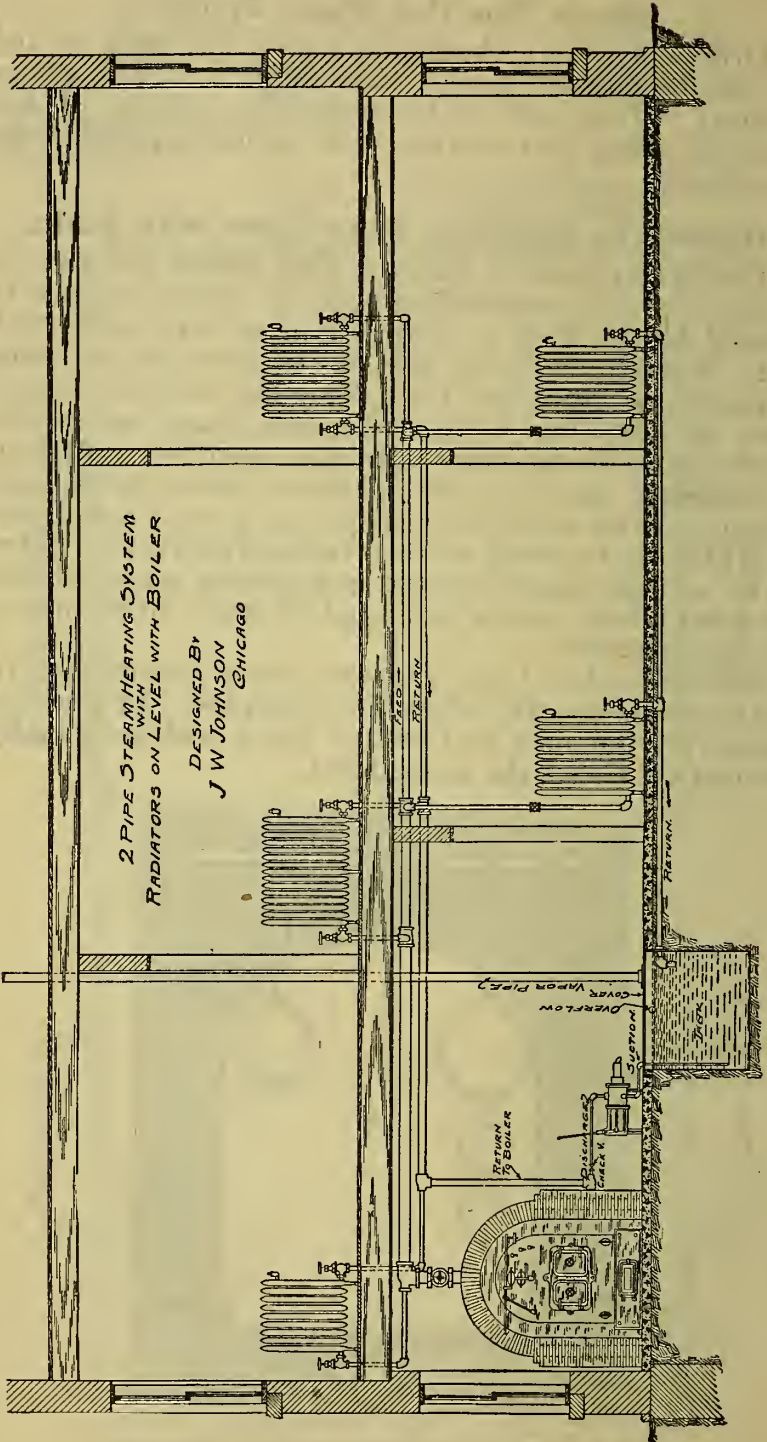 2 PIPE STEAM HEATING SYSTEM
WITH
RADIATORS ON LEVEL WITH BOILER
DESIGNED BY
J W JOHNSON
CHICAGO
FEED
RETURN
RETURN
VAPOR PIPE
COVER
OVERFLOW
TANK
SUCTION
DISCHARGE
CHECK V.
RETURN
TO BOILER